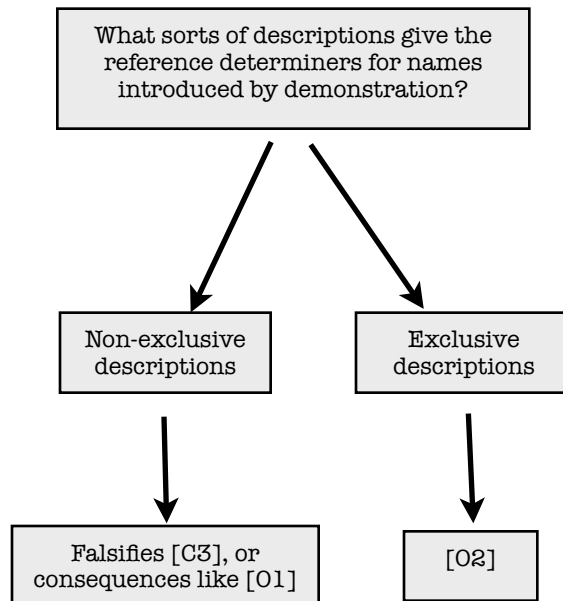 What sorts of descriptions give the
reference determiners for names
introduced by demonstration?
Non-exclusive
descriptions
Exclusive
descriptions
Falsifies [C3], or
consequences like [O1]
[O2]